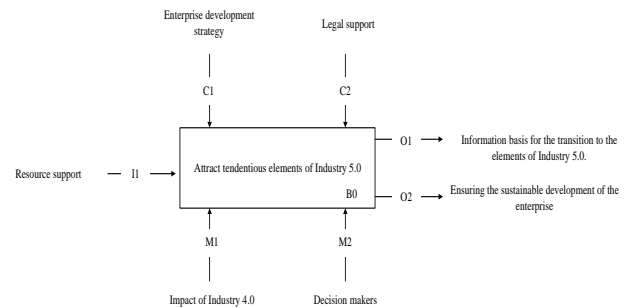 Enterprise development
strategy
Legal support
C1
C2
O1
Information basis for the transition to the
elements of Industry 5.0.
Attract tendentious elements of Industry 5.0
Resource support
I1
B0
O2
Ensuring the sustainable development of the
enterprise
M1
M2
Impact of Industry 4.0
Decision makers